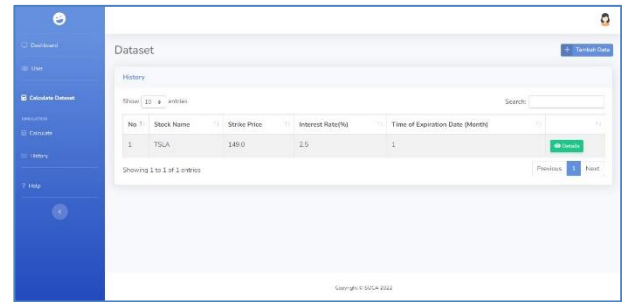 Dashboard
User
Calculate Dataset
SIMULATION
Calculate
History
? Help
Dataset
+ Tambah Data
History
Show 10 entries
Search:
No Stock Name Strike Price Interest Rate(%) Time of Expiration Date (Month)
1 TSLA 149.0 2.5 1 Details
Showing 1 to 1 of 1 entries
Previous 1 Next
Copyright ©
2022